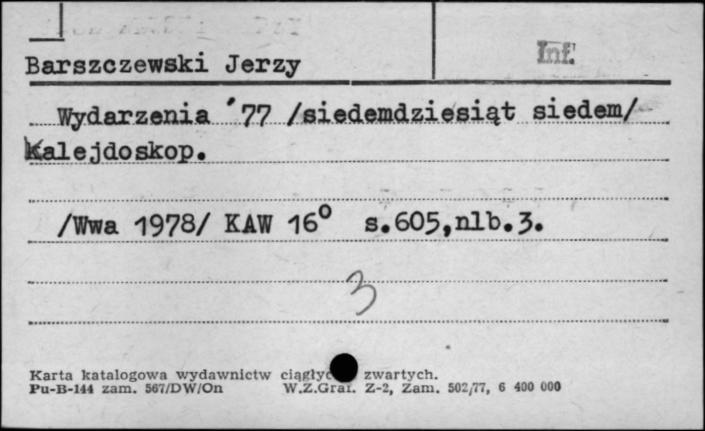 Inf.
Barszczewski Jerzy
Wydarzenia '77 /siedemdziesiąt siedem/
Kalejdoskop.
/Wwa 1978/ KAW 16° s.605,nlb.3.
3
Karta katalogowa wydawnictw zwartych.
Pu-B-144 zam. 567/DW/On W.Z.Graf. Z-2, Zam. 502/77, 6 400 000